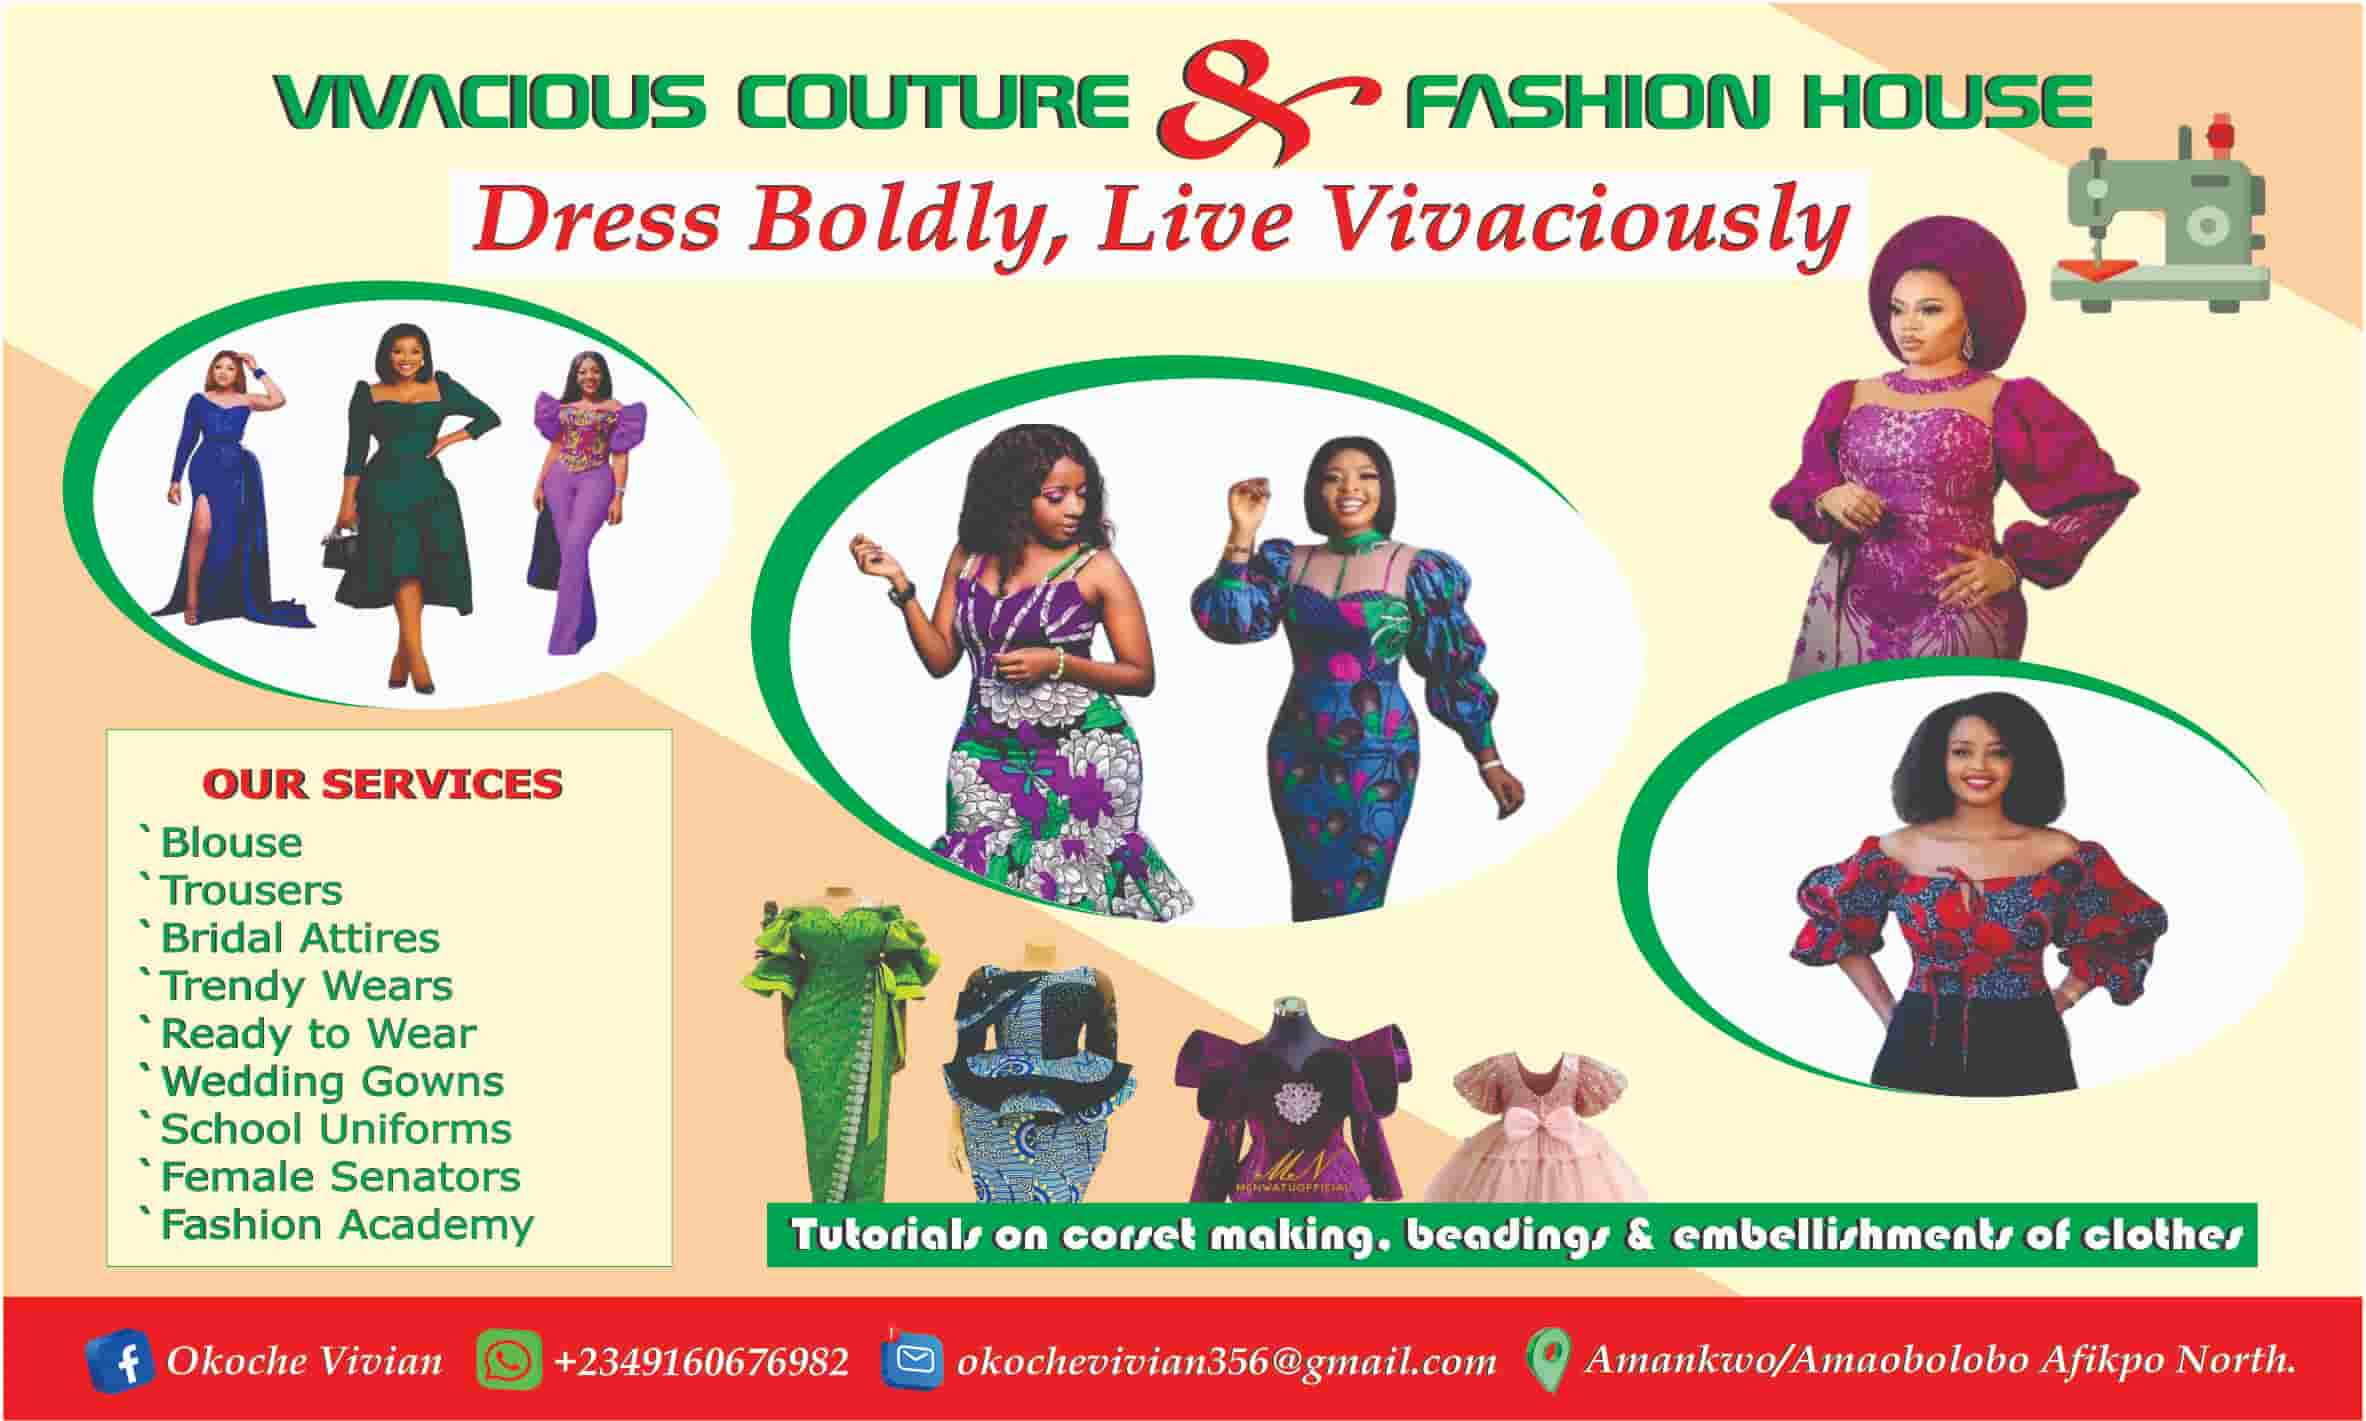 VIVACIOUS COUTURE & FASHION HOUSE
Dress Boldly, Live Vivaciously
OUR SERVICES
`Blouse
`Trousers
`Bridal Attires
`Trendy Wears
`Ready to Wear
`Wedding Gowns
`School Uniforms
`Female Senators
`Fashion Academy
MN
MENWATUOFFICIAL
Tutorials on corset making, beadings & embellishments of clothes
Okoche Vivian +2349160676982 okochevivian356@gmail.com Amankwo/Amaobolobo Afikpo North.